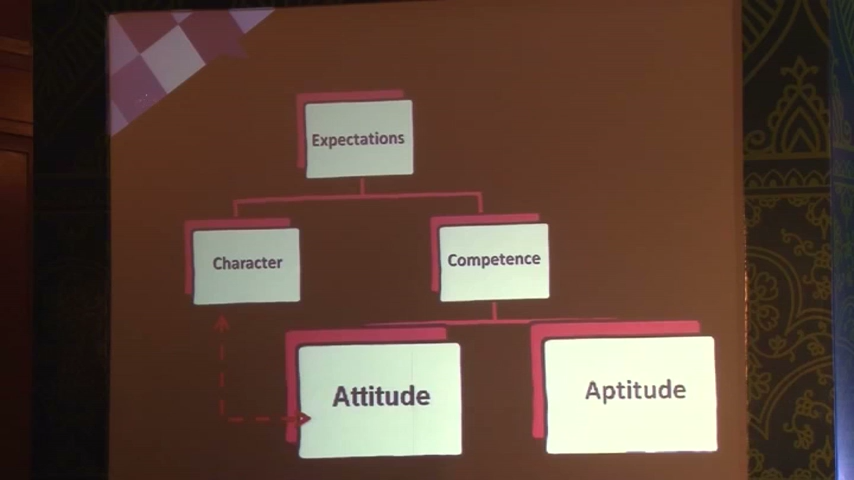 Expectations
Character
Competence
Attitude
Aptitude